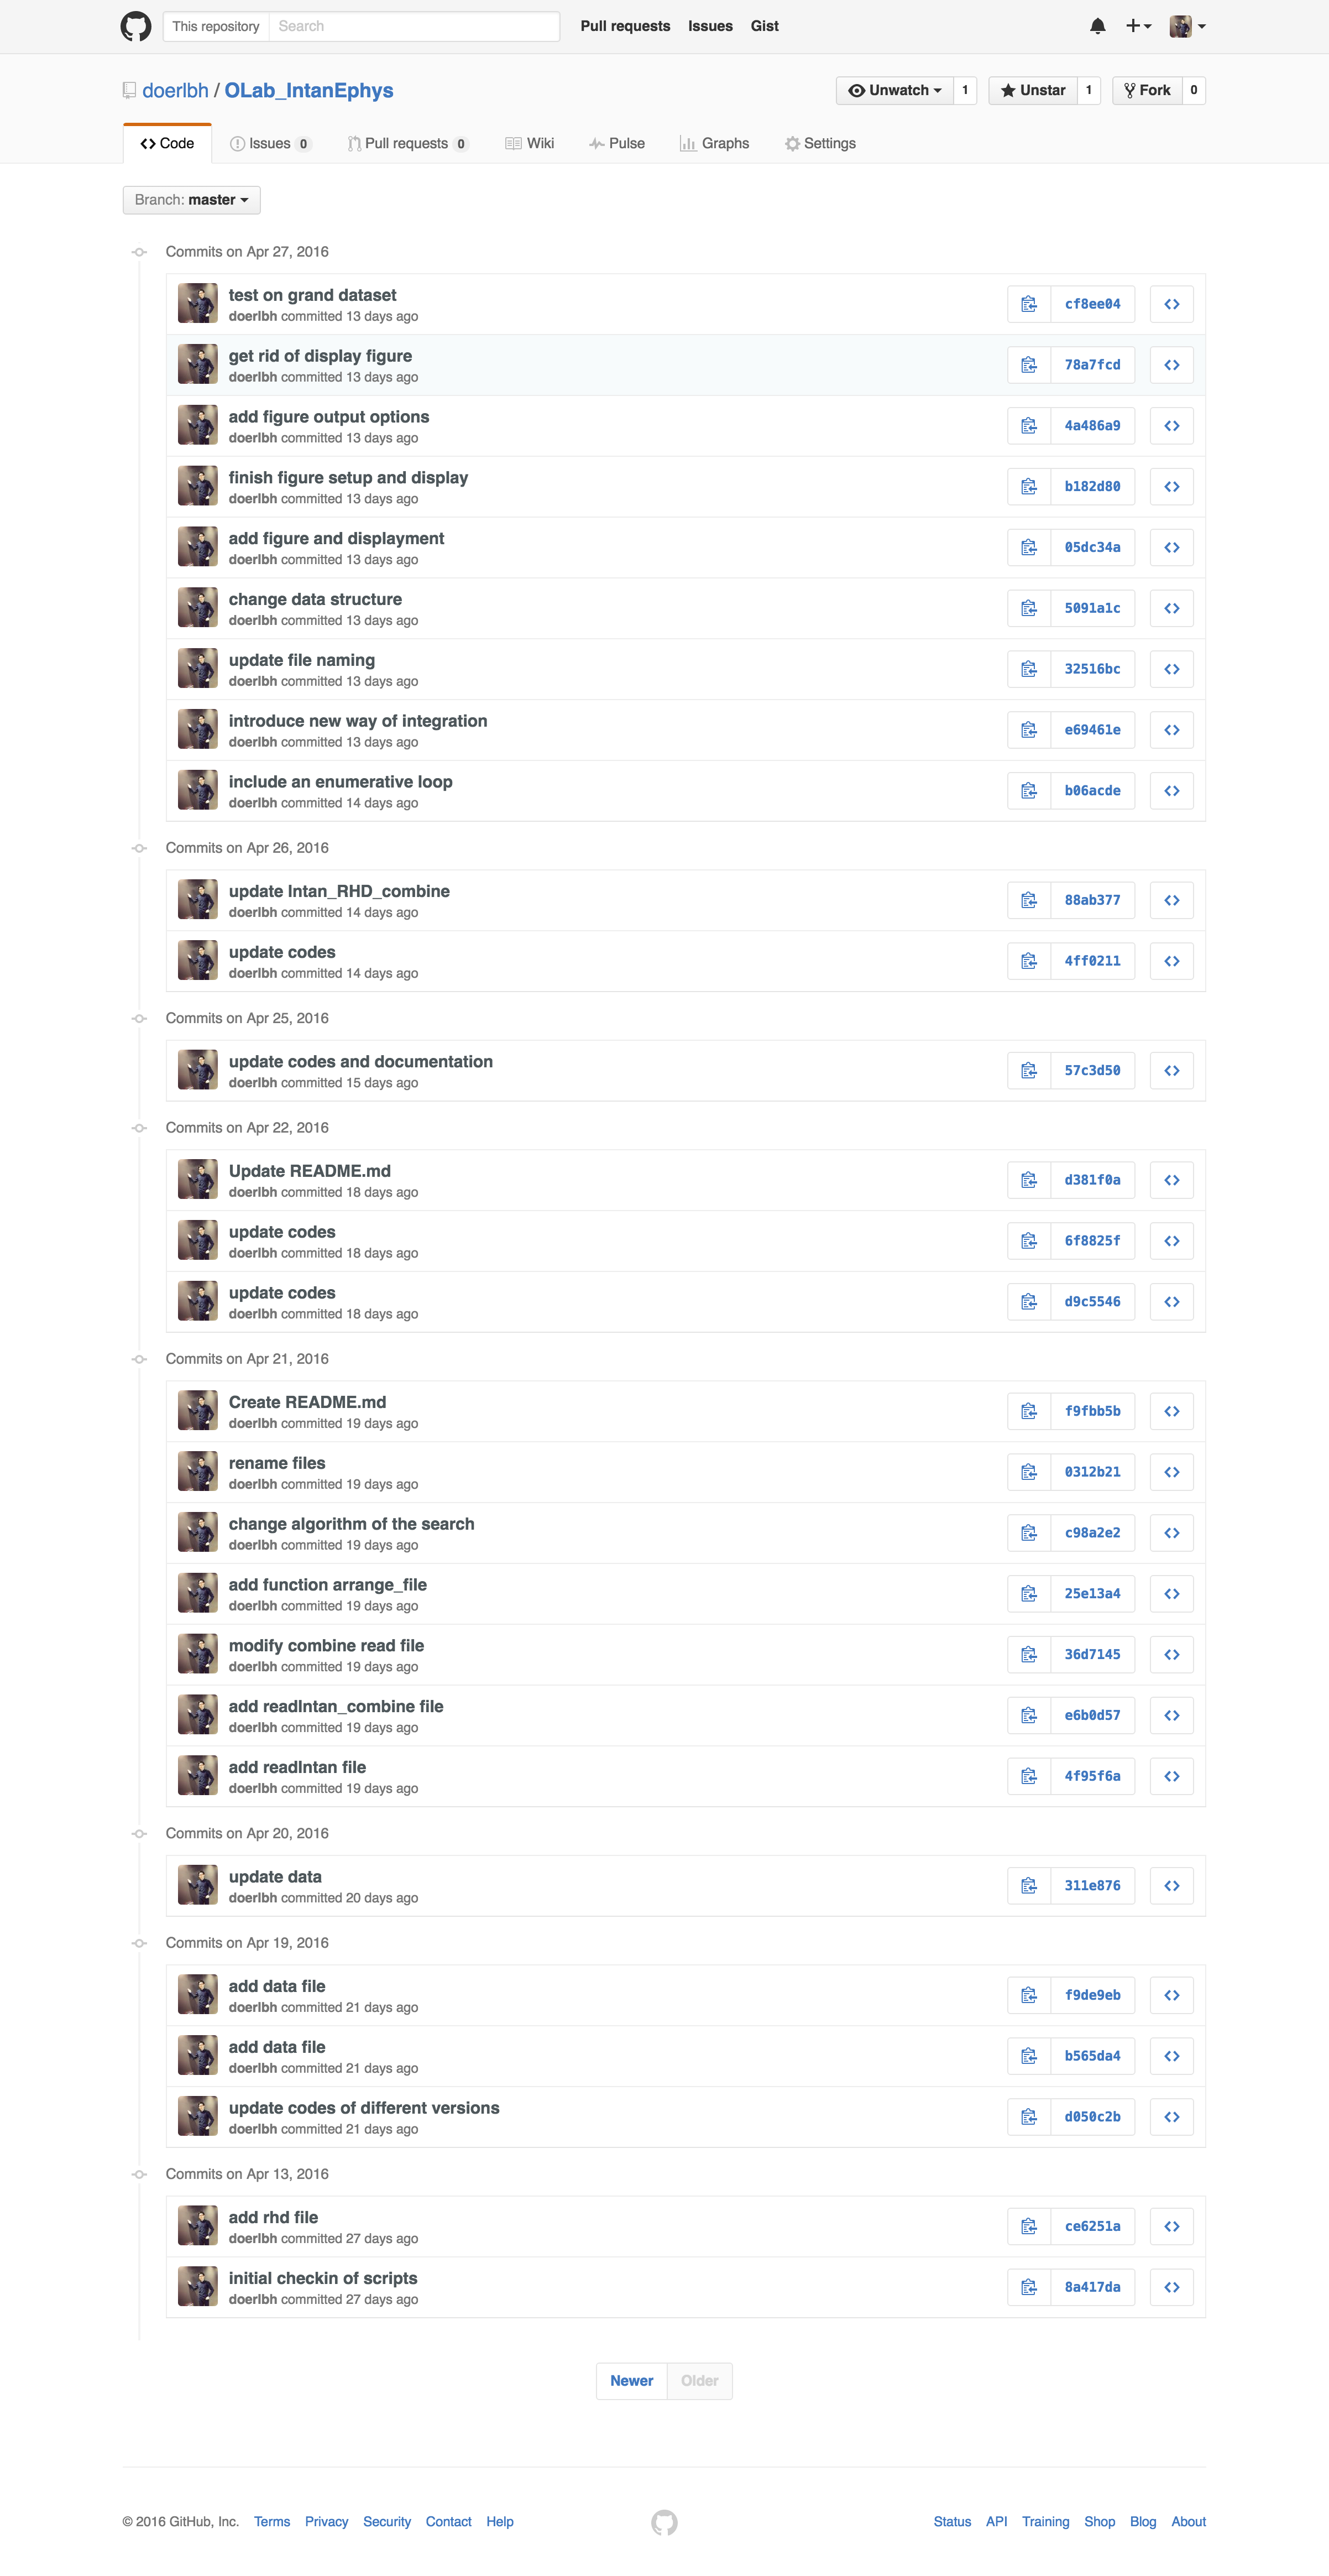 This repository Search Pull requests Issues Gist
doerlbh / OLab_IntanEphys Unwatch 1 Unstar 1 Fork 0
Code Issues 0 Pull requests 0 Wiki Pulse Graphs Settings
Branch: master
Commits on Apr 27, 2016
test on grand dataset
doerlbh committed 13 days ago
cf8ee04
get rid of display figure
doerlbh committed 13 days ago
78a7fcd
add figure output options
doerlbh committed 13 days ago
4a486a9
finish figure setup and display
doerlbh committed 13 days ago
b182d80
add figure and displayment
doerlbh committed 13 days ago
05dc34a
change data structure
doerlbh committed 13 days ago
5091a1c
update file naming
doerlbh committed 13 days ago
32516bc
introduce new way of integration
doerlbh committed 13 days ago
e69461e
include an enumerative loop
doerlbh committed 14 days ago
b06acde
Commits on Apr 26, 2016
update Intan_RHD_combine
doerlbh committed 14 days ago
88ab377
update codes
doerlbh committed 14 days ago
4ff0211
Commits on Apr 25, 2016
update codes and documentation
doerlbh committed 15 days ago
57c3d50
Commits on Apr 22, 2016
Update README.md
doerlbh committed 18 days ago
d381f0a
update codes
doerlbh committed 18 days ago
6f8825f
update codes
doerlbh committed 18 days ago
d9c5546
Commits on Apr 21, 2016
Create README.md
doerlbh committed 19 days ago
f9fbb5b
rename files
doerlbh committed 19 days ago
0312b21
change algorithm of the search
doerlbh committed 19 days ago
c98a2e2
add function arrange_file
doerlbh committed 19 days ago
25e13a4
modify combine read file
doerlbh committed 19 days ago
36d7145
add readIntan_combine file
doerlbh committed 19 days ago
e6b0d57
add readIntan file
doerlbh committed 19 days ago
4f95f6a
Commits on Apr 20, 2016
update data
doerlbh committed 20 days ago
311e876
Commits on Apr 19, 2016
add data file
doerlbh committed 21 days ago
f9de9eb
add data file
doerlbh committed 21 days ago
b565da4
update codes of different versions
doerlbh committed 21 days ago
d050c2b
Commits on Apr 13, 2016
add rhd file
doerlbh committed 27 days ago
ce6251a
initial checkin of scripts
doerlbh committed 27 days ago
8a417da
Newer Older
© 2016 GitHub, Inc. Terms Privacy Security Contact Help Status API Training Shop Blog About